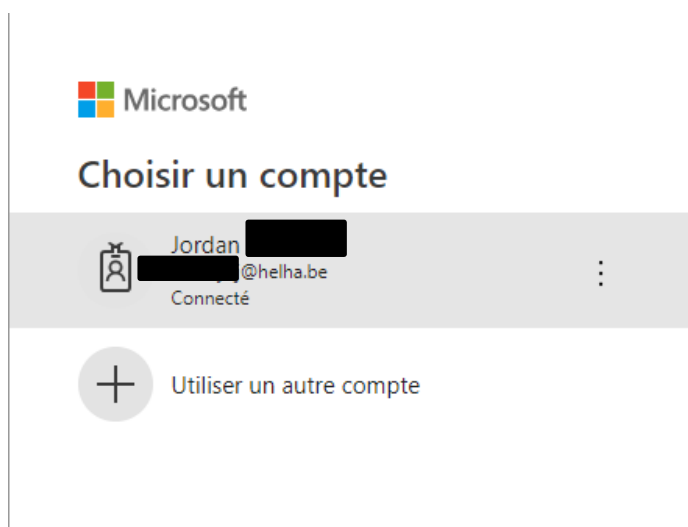 Microsoft
Choisir un compte
Jordan
@helha.be
Connecté
Utiliser un autre compte